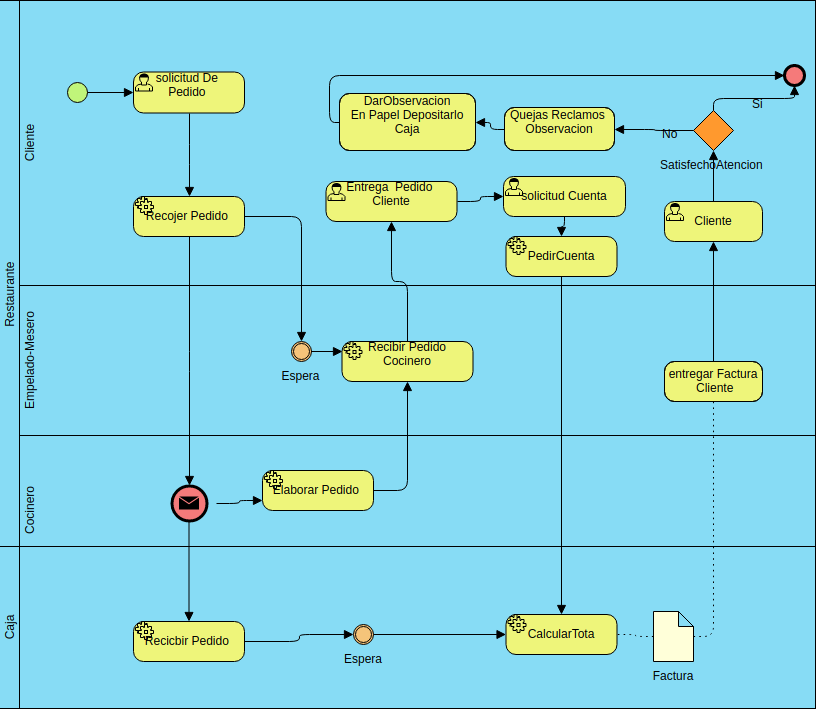 Restaurante
Cliente
solicitud De
Pedido
DarObservacion
En Papel Depositarlo
Caja
Quejas Reclamos
Observacion
No
Si
SatisfechoAtencion
Recojer Pedido
Entrega Pedido
Cliente
solicitud Cuenta
Cliente
PedirCuenta
Empelado-Mesero
Espera
Recibir Pedido
Cocinero
entregar Factura
Cliente
Cocinero
Elaborar Pedido
Caja
Recicbir Pedido
Espera
CalcularTota
Factura